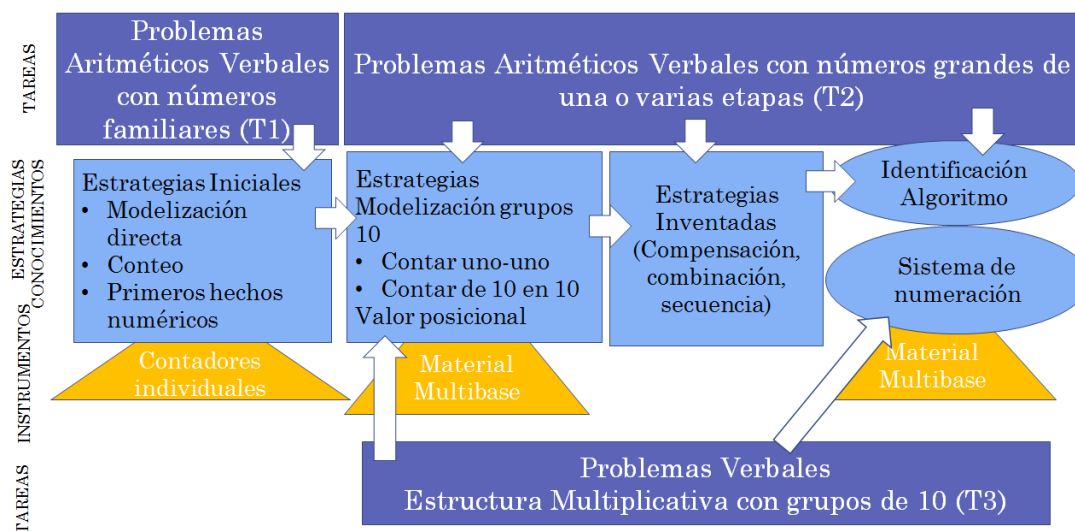 TAREAS
Problemas
Aritméticos Verbales
con números
familiares (T1)
Problemas Aritméticos Verbales con números grandes de
una o varias etapas (T2)
ESTRATEGIAS
CONOCIMIENTOS
Estrategias Iniciales
• Modelización
directa
• Conteo
• Primeros hechos
numéricos
Estrategias
Modelización grupos
10
• Contar uno-uno
• Contar de 10 en 10
Valor posicional
Estrategias
Inventadas
(Compensación,
combinación,
secuencia)
Identificación
Algoritmo
Sistema de
numeración
INSTRUMENTOS
Contadores
individuales
Material
Multibase
Material
Multibase
TAREAS
Problemas Verbales
Estructura Multiplicativa con grupos de 10 (T3)